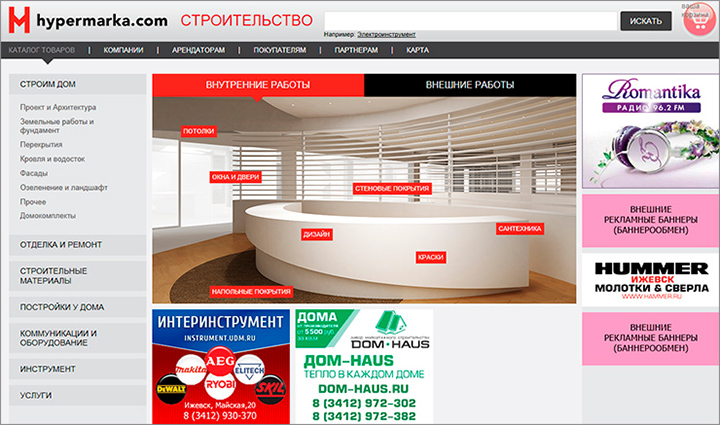 hypermarka.com СТРОИТЕЛЬСТВО
ИСКАТЬ
ваша
корзина
Например: Электроинструмент
КАТАЛОГ ТОВАРОВ | КОМПАНИИ | АРЕНДАТОРАМ | ПОКУПАТЕЛЯМ | ПАРТНЕРАМ | КАРТА
СТРОИМ ДОМ
Проект и Архитектура
Земельные работы и
фундамент
Перекрытия
Кровля и водосток
Фасады
Озеленение и ландшафт
Прочее
Домокомплекты
ОТДЕЛКА И РЕМОНТ
СТРОИТЕЛЬНЫЕ
МАТЕРИАЛЫ
ПОСТРОЙКИ У ДОМА
КОММУНИКАЦИИ И
ОБОРУДОВАНИЕ
ИНСТРУМЕНТ
УСЛУГИ
ВНУТРЕННИЕ РАБОТЫ
ВНЕШНИЕ РАБОТЫ
ПОТОЛКИ
ОКНА И ДВЕРИ
СТЕНОВЫЕ ПОКРЫТИЯ
ДИЗАЙН
САНТЕХНИКА
КРАСКИ
НАПОЛЬНЫЕ ПОКРЫТИЯ
ИНТЕРИНСТРУМЕНТ
INSTRUMENT.UDM.RU
AEG
makita
ELITECH
DEWALT
RYOBI
SKIL
Ижевск, Майская,20
8 (3412) 930-370
ДОМА
ОТ ПРОИЗВОДИТЕЛЯ
от 5 500 руб.
DOM-HAUS
ДОМ-HAUS
ТЕПЛО В КАЖДОМ ДОМЕ
DOM-HAUS.RU
8 (3412) 972-302
8 (3412) 972-382
Romantika
РАДИО 96.2 FM
ВНЕШНИЕ
РЕКЛАМНЫЕ БАННЕРЫ
(БАННЕРООБМЕН)
HUMMER
ИЖЕВСК
МОЛОТКИ & СВЕРЛА
WWW.HAMMER.RU
ВНЕШНИЕ
РЕКЛАМНЫЕ БАННЕРЫ
(БАННЕРООБМЕН)